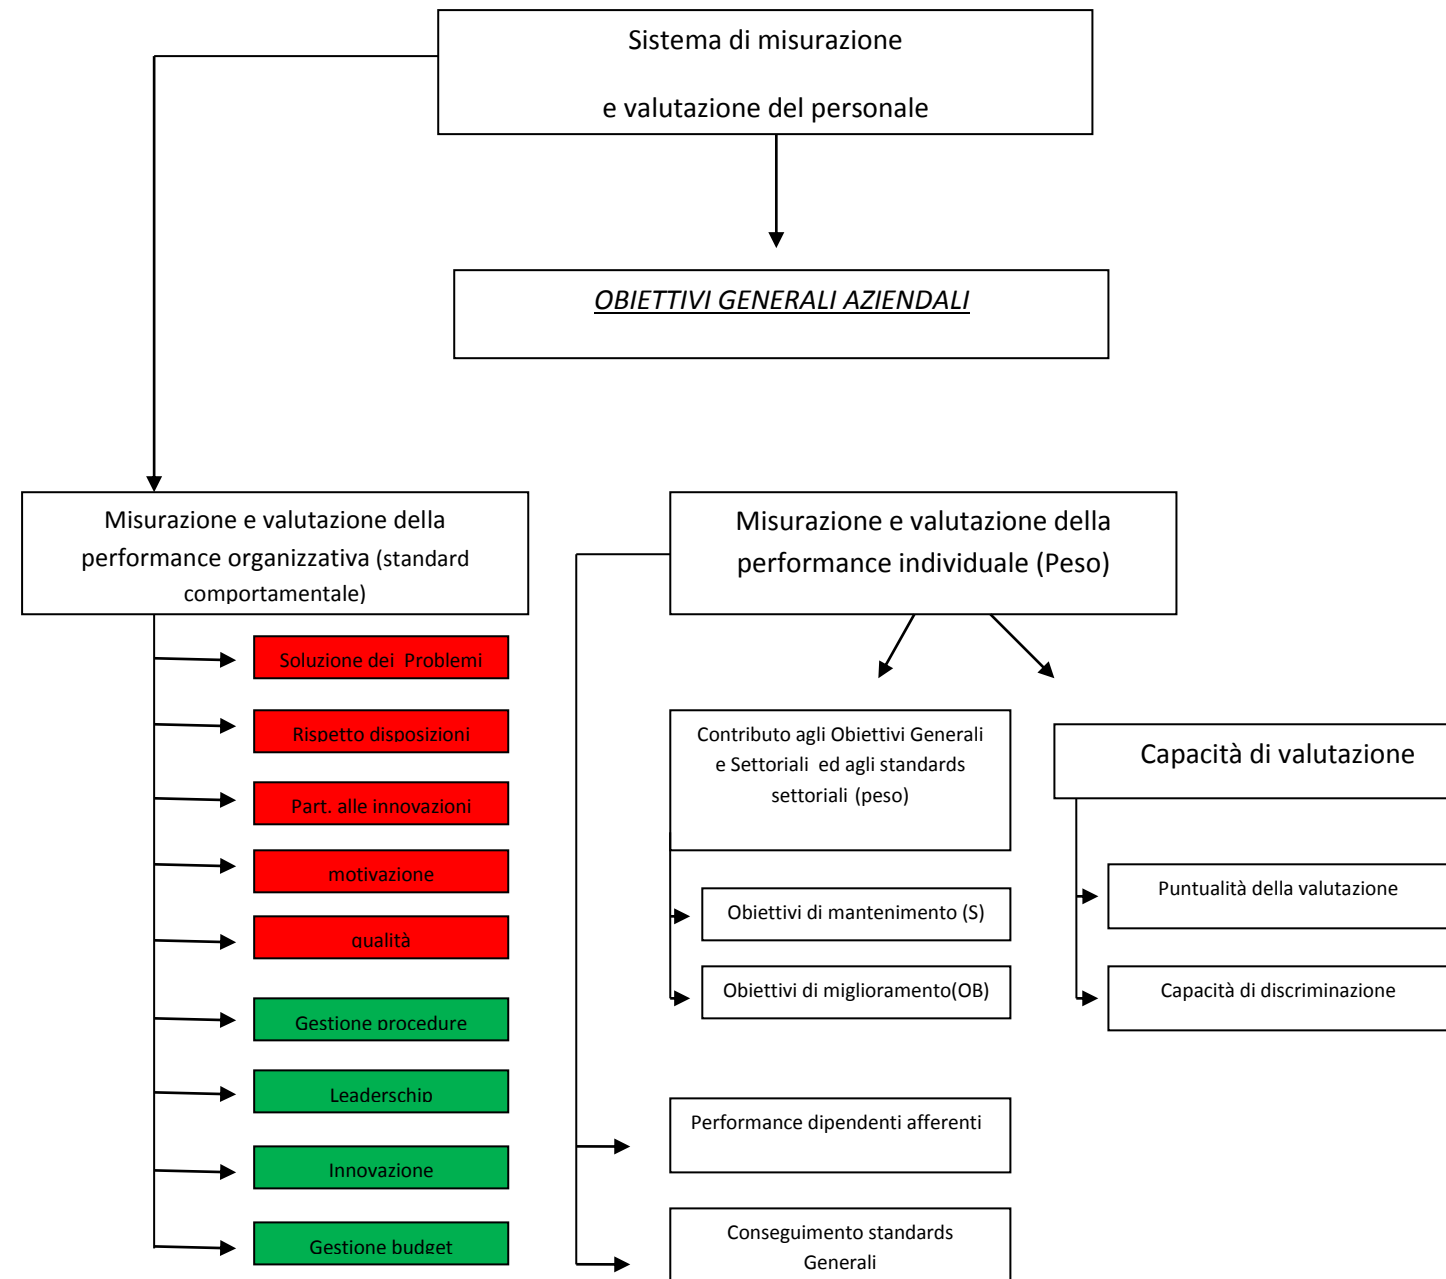 Sistema di misurazione
e valutazione del personale
OBIETTIVI GENERALI AZIENDALI
Misurazione e valutazione della
performance organizzativa (standard
comportamentale)
Soluzione dei Problemi
Rispetto disposizioni
Part. alle innovazioni
motivazione
qualità
Gestione procedure
Leaderschip
Innovazione
Gestione budget
Misurazione e valutazione della
performance individuale (Peso)
Contributo agli Obiettivi Generali
e Settoriali ed agli standards
settoriali (peso)
Obiettivi di mantenimento (S)
Obiettivi di miglioramento(OB)
Performance dipendenti afferenti
Conseguimento standards
Generali
Capacità di valutazione
Puntualità della valutazione
Capacità di discriminazione